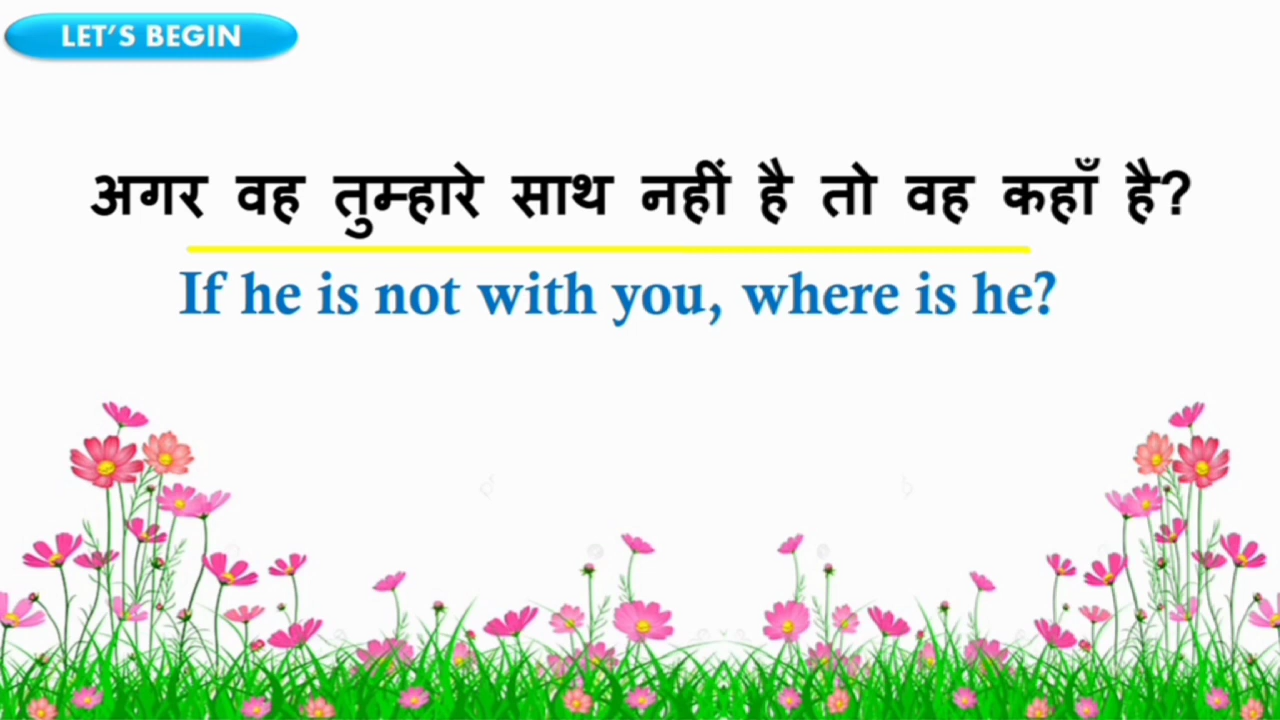 LET'S BEGIN
अगर वह तुम्हारे साथ नहीं है तो वह कहाँ है?
If he is not with you, where is he?